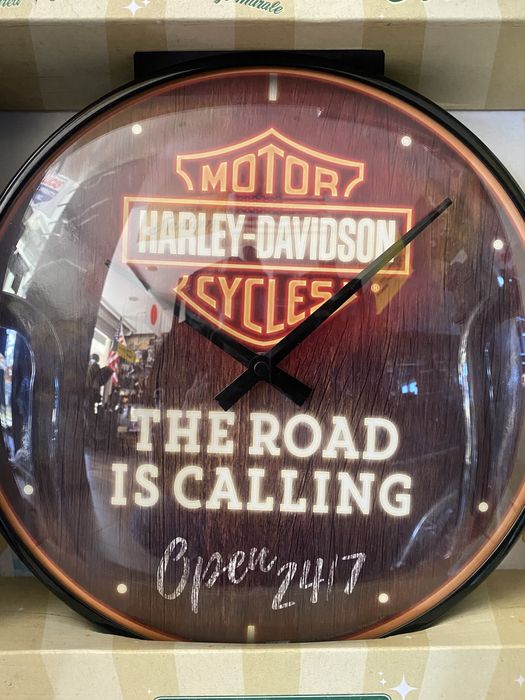 MOTOR
HARLEY-DAVIDSON
CYCLES
THE ROAD
IS CALLING
Open 24/7